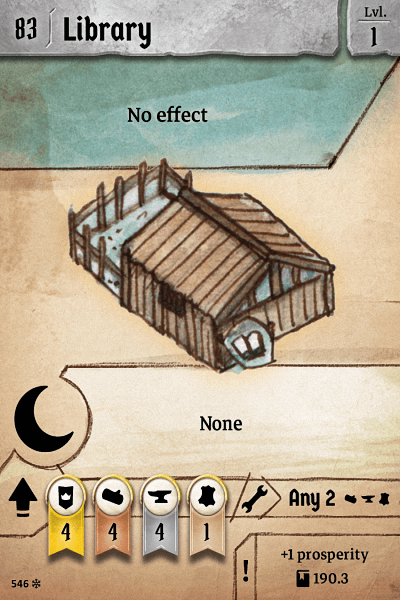 83 Library
Lvl.
1
No effect
None
4 4 4 1 Any 2
+1 prosperity
! 190.3
546